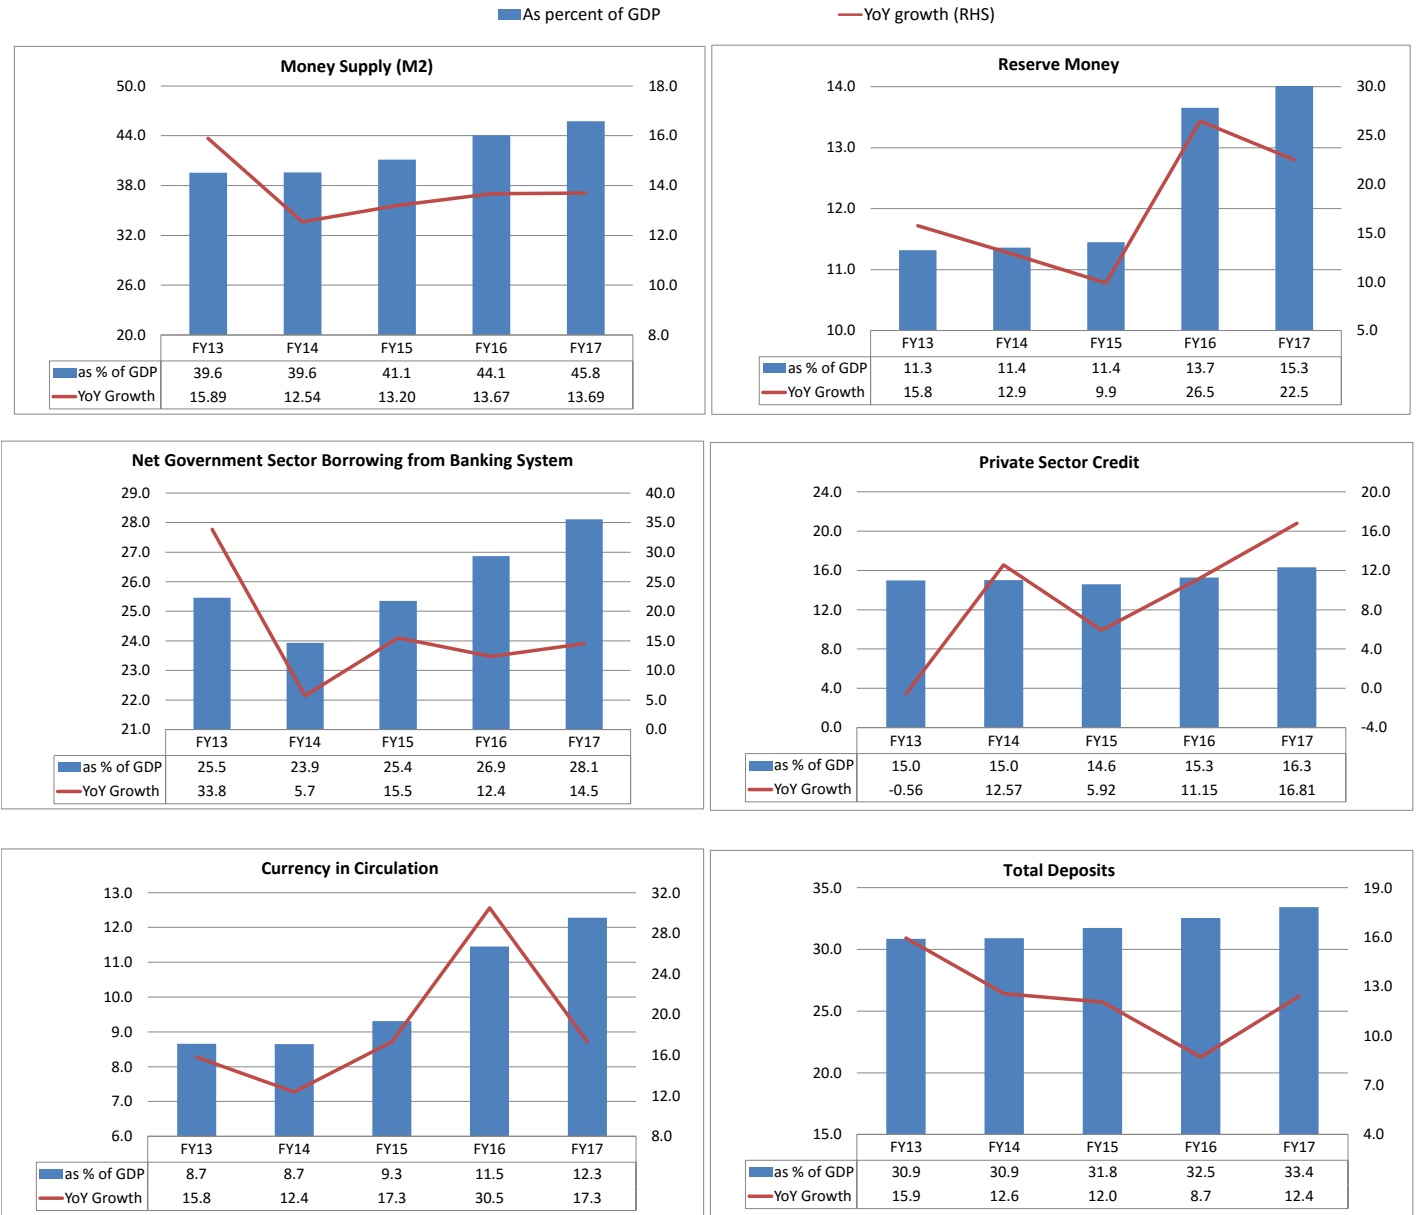 As percent of GDP YoY growth (RHS)
Money Supply (M2)
50.0 18.0
44.0 16.0
38.0 14.0
32.0 12.0
26.0 10.0
20.0 8.0
FY13 FY14 FY15 FY16 FY17
as % of GDP 39.6 39.6 41.1 44.1 45.8
YoY Growth 15.89 12.54 13.20 13.67 13.69
Reserve Money
14.0 30.0
25.0
13.0
20.0
12.0
15.0
11.0
10.0
10.0 5.0
FY13 FY14 FY15 FY16 FY17
as % of GDP 11.3 11.4 11.4 13.7 15.3
YoY Growth 15.8 12.9 9.9 26.5 22.5
Net Government Sector Borrowing from Banking System
29.0 40.0
28.0 35.0
27.0 30.0
26.0 25.0
25.0 20.0
24.0 15.0
23.0 10.0
22.0 5.0
21.0 0.0
FY13 FY14 FY15 FY16 FY17
as % of GDP 25.5 23.9 25.4 26.9 28.1
YoY Growth 33.8 5.7 15.5 12.4 14.5
Private Sector Credit
24.0 20.0
20.0 16.0
16.0 12.0
12.0 8.0
8.0 4.0
4.0 0.0
0.0 -4.0
FY13 FY14 FY15 FY16 FY17
as % of GDP 15.0 15.0 14.6 15.3 16.3
YoY Growth -0.56 12.57 5.92 11.15 16.81
Currency in Circulation
13.0 32.0
12.0 28.0
11.0 24.0
10.0 20.0
9.0
8.0 16.0
7.0 12.0
6.0 8.0
FY13 FY14 FY15 FY16 FY17
as % of GDP 8.7 8.7 9.3 11.5 12.3
YoY Growth 15.8 12.4 17.3 30.5 17.3
Total Deposits
35.0 19.0
30.0 16.0
13.0
25.0
10.0
20.0
7.0
15.0 4.0
FY13 FY14 FY15 FY16 FY17
as % of GDP 30.9 30.9 31.8 32.5 33.4
YoY Growth 15.9 12.6 12.0 8.7 12.4